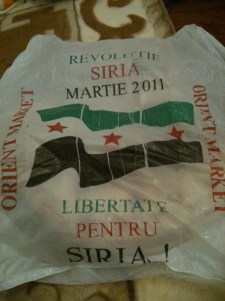 REVOLUTIE
SIRIA
MARTIE 2011
ORIENT MARKET
ORIENT MARKET
LIBERTATE
PENTRU
SIRIA !